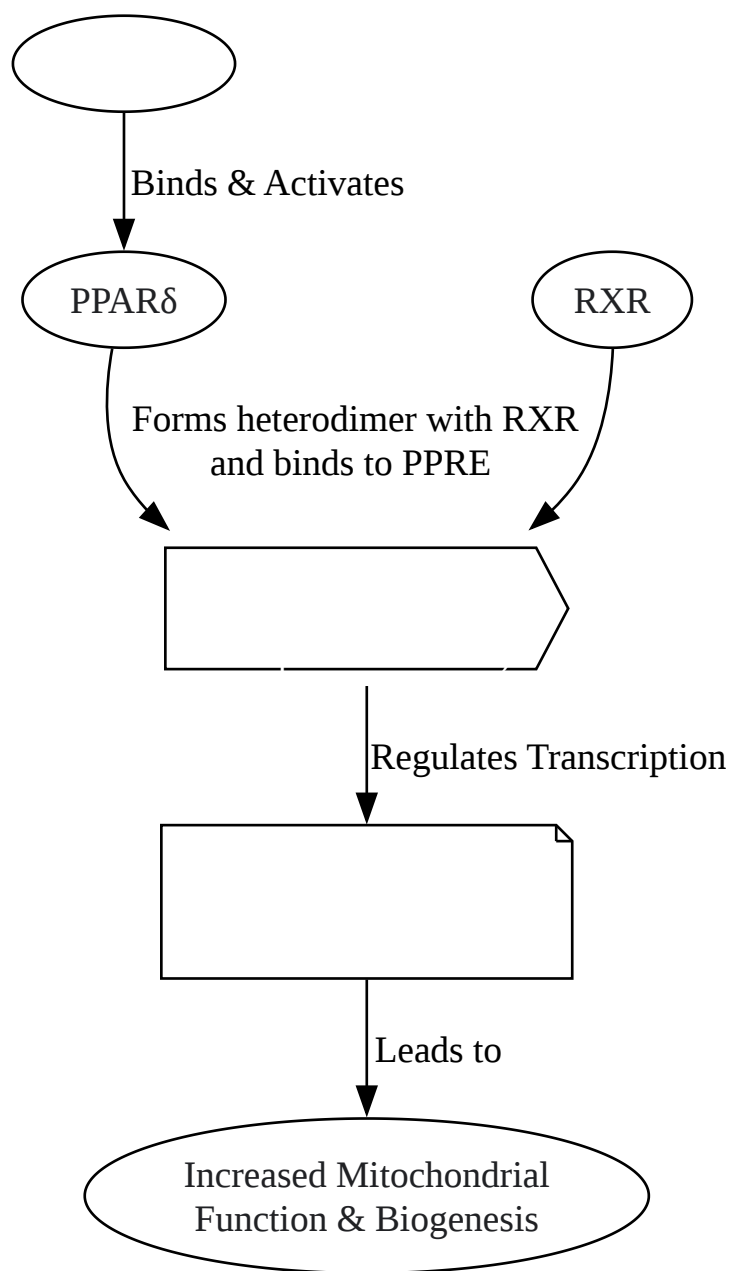 Binds & Activates
PPARδ
RXR
Forms heterodimer with RXR
and binds to PPRE
Regulates Transcription
Leads to
Increased Mitochondrial
Function & Biogenesis